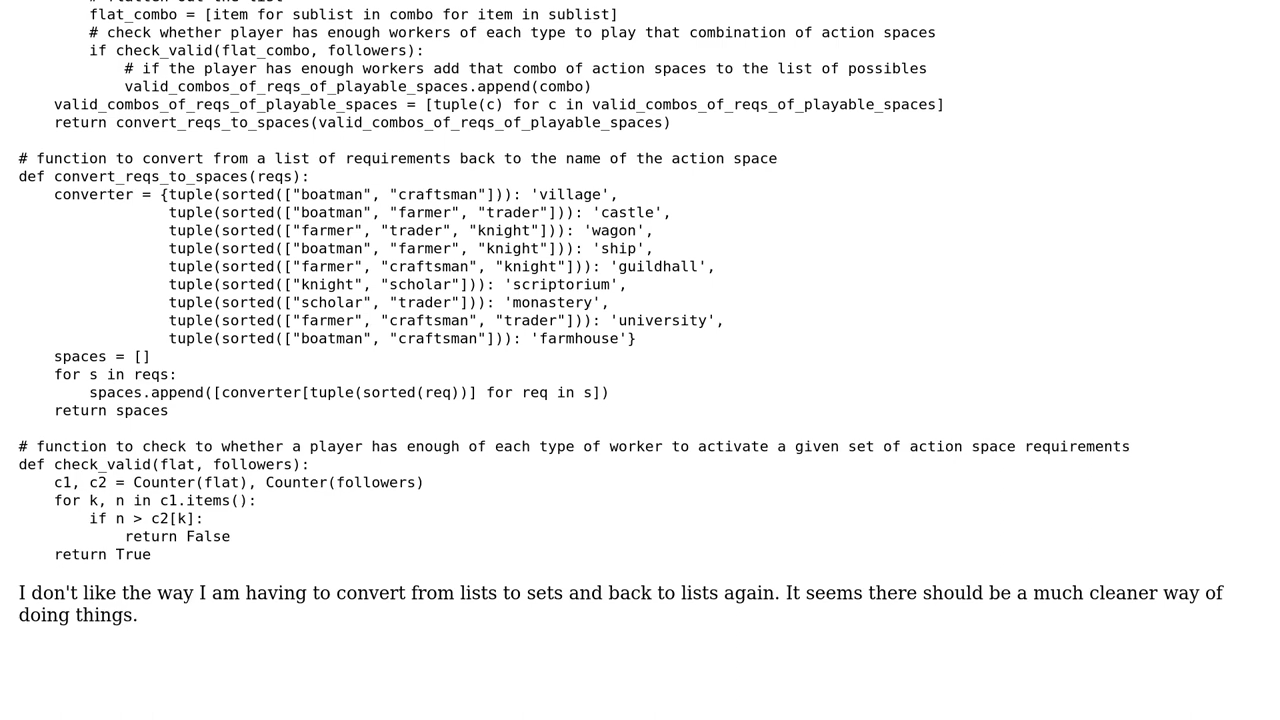 flat_combo = [item for sublist in combo for item in sublist]
        # check whether player has enough workers of each type to play that combination of action spaces
        if check_valid(flat_combo, followers):
            # if the player has enough workers add that combo of action spaces to the list of possibles
            valid_combos_of_reqs_of_playable_spaces.append(combo)
    valid_combos_of_reqs_of_playable_spaces = [tuple(c) for c in valid_combos_of_reqs_of_playable_spaces]
    return convert_reqs_to_spaces(valid_combos_of_reqs_of_playable_spaces)

# function to convert from a list of requirements back to the name of the action space
def convert_reqs_to_spaces(reqs):
    converter = {tuple(sorted(["boatman", "craftsman"])): 'village',
                 tuple(sorted(["boatman", "farmer", "trader"])): 'castle',
                 tuple(sorted(["farmer", "trader", "knight"])): 'wagon',
                 tuple(sorted(["boatman", "farmer", "knight"])): 'ship',
                 tuple(sorted(["farmer", "craftsman", "knight"])): 'guildhall',
                 tuple(sorted(["knight", "scholar"])): 'scriptorium',
                 tuple(sorted(["scholar", "trader"])): 'monastery',
                 tuple(sorted(["farmer", "craftsman", "trader"])): 'university',
                 tuple(sorted(["boatman", "craftsman"])): 'farmhouse'}
    spaces = []
    for s in reqs:
        spaces.append([converter[tuple(sorted(req))] for req in s])
    return spaces

# function to check to whether a player has enough of each type of worker to activate a given set of action space requirements
def check_valid(flat, followers):
    c1, c2 = Counter(flat), Counter(followers)
    for k, n in c1.items():
        if n > c2[k]:
            return False
    return True

I don't like the way I am having to convert from lists to sets and back to lists again. It seems there should be a much cleaner way of
doing things.